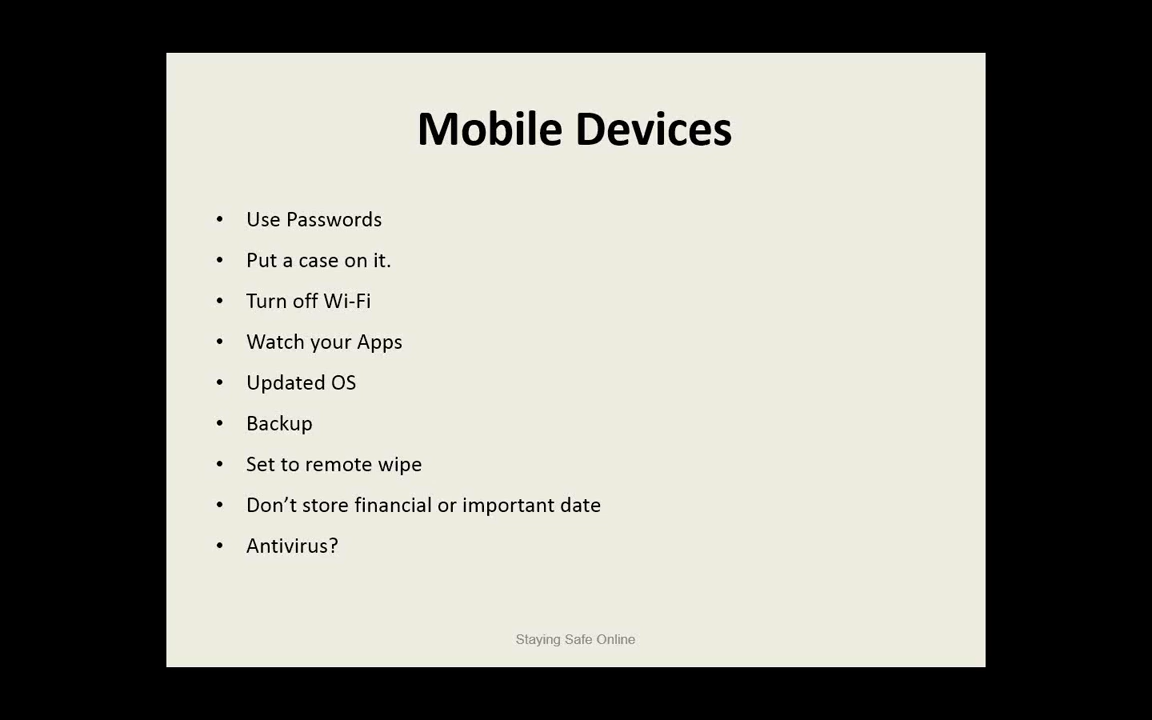 Mobile Devices
• Use Passwords
• Put a case on it.
• Turn off Wi-Fi
• Watch your Apps
• Updated OS
• Backup
• Set to remote wipe
• Don’t store financial or important date
• Antivirus?
Staying Safe Online